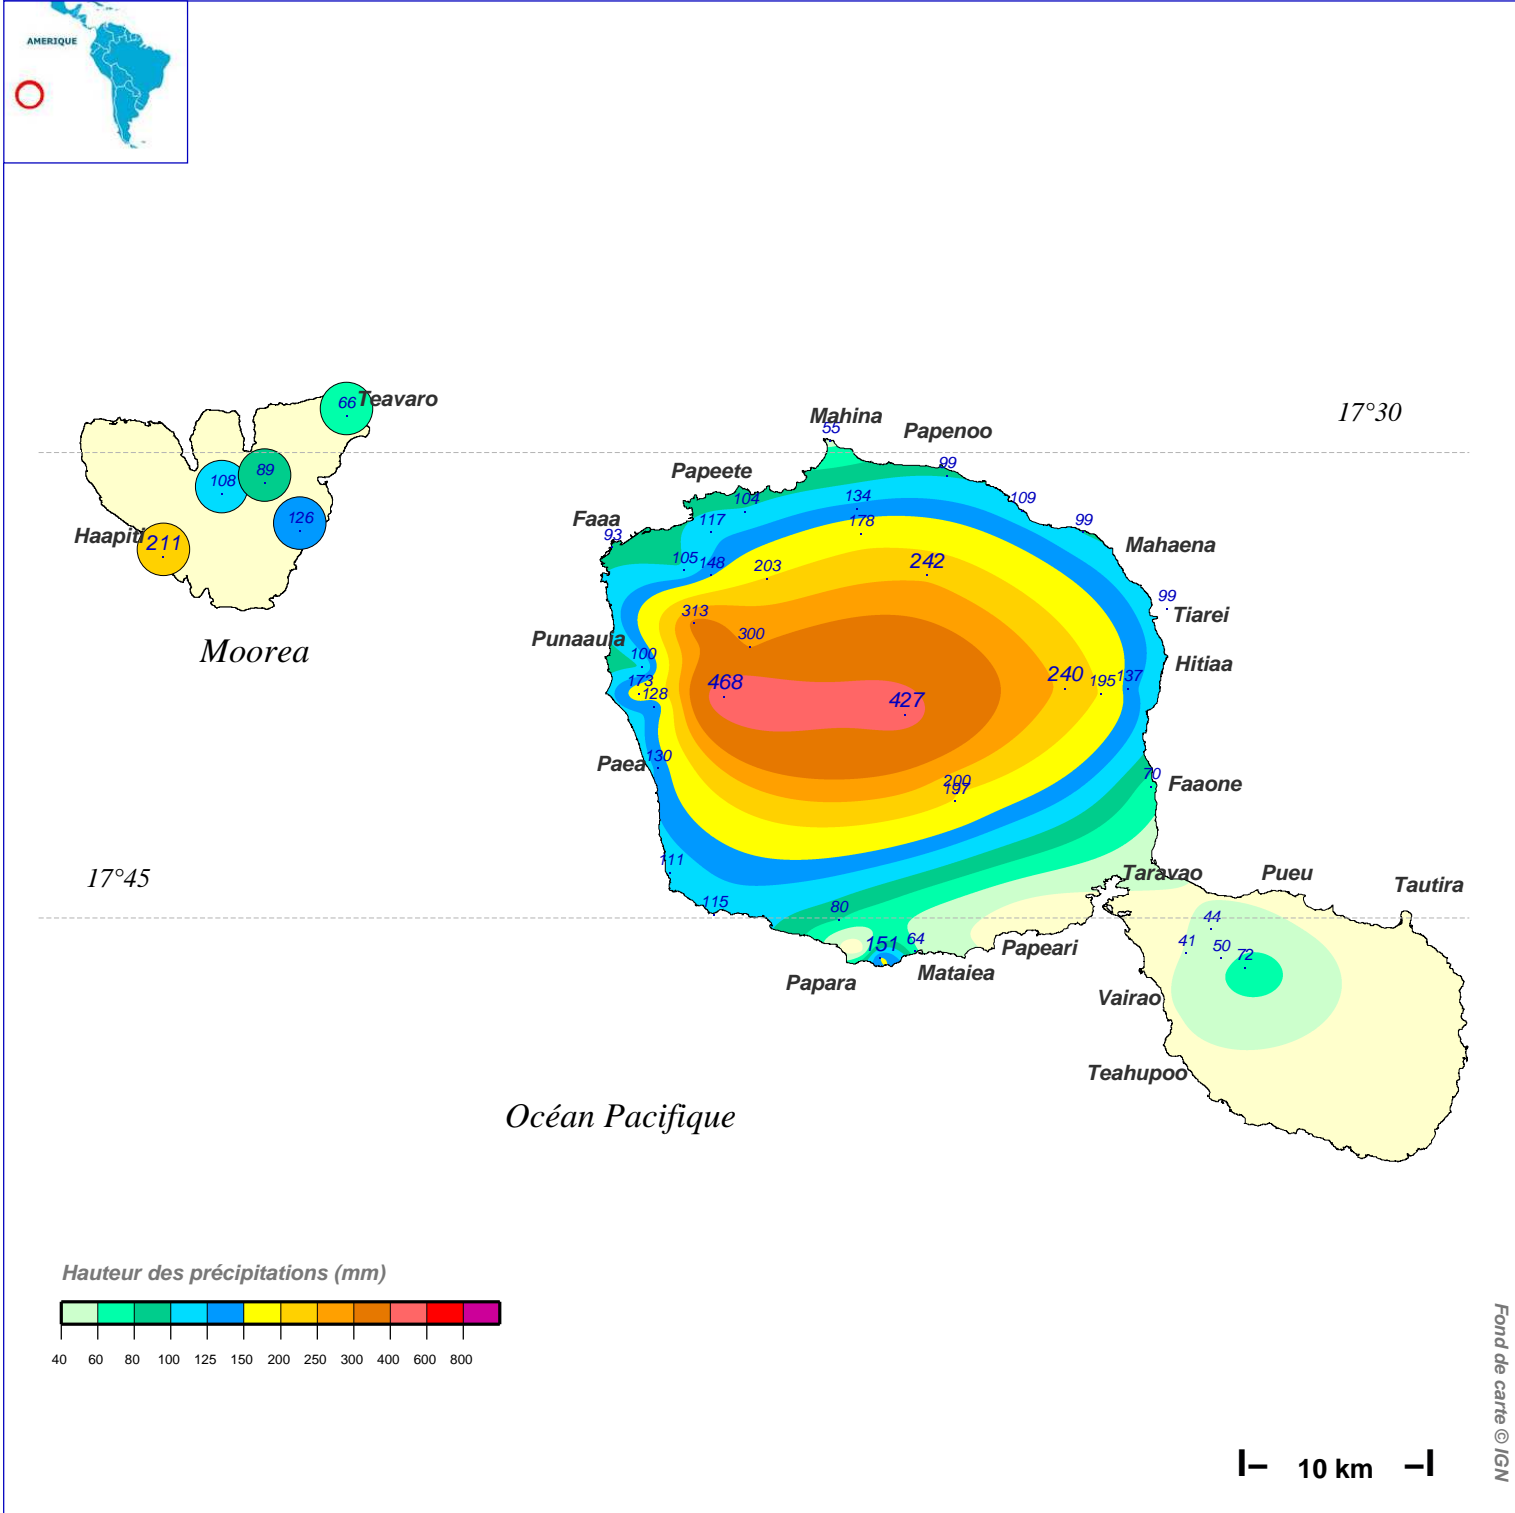 AMERIQUE
17°30
Mahina
55
Papenoo
99
Papeete
104
134
109
66 Teavaro
Faaa
93
117
178
99
Mahaena
108
89
126
Haapiti 211
105
148
203
242
99
Tiarei
313
300
Punaauia
100
Hitiaa
Moorea
173
128
468
427
240
195
137
Paea
130
200
197
70
Faaone
17°45
111
115
80
Taravao
Pueu
Tautira
151
64
Papeari
44
41
50
72
Papara
Mataiea
Vairao
Teahupoo
Océan Pacifique
Hauteur des précipitations (mm)
40 60 80 100 125 150 200 250 300 400 600 800
10 km
Fond de carte © IGN